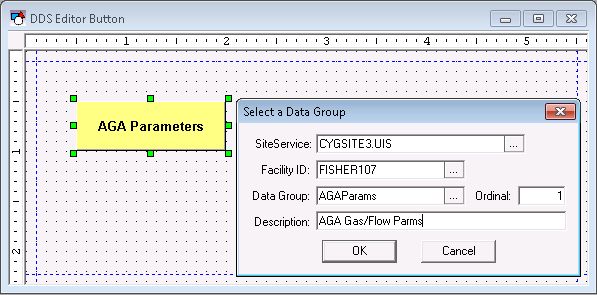 DDS Editor Button
1 2 3 4 5
1
2
AGA Parameters
Select a Data Group
SiteService: CYGSITE3.UIS ...
Facility ID: FISHER107 ...
Data Group: AGAParams ... Ordinal: 1
Description: AGA Gas/Flow Parms
OK Cancel